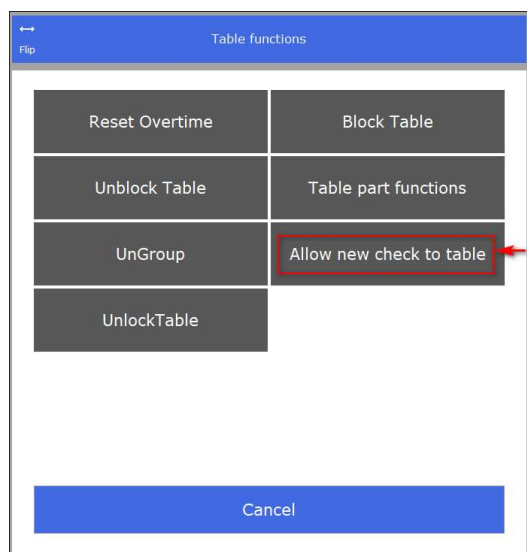 Flip
Table functions
Reset Overtime
Block Table
Unblock Table
Table part functions
UnGroup
Allow new check to table
UnlockTable
Cancel